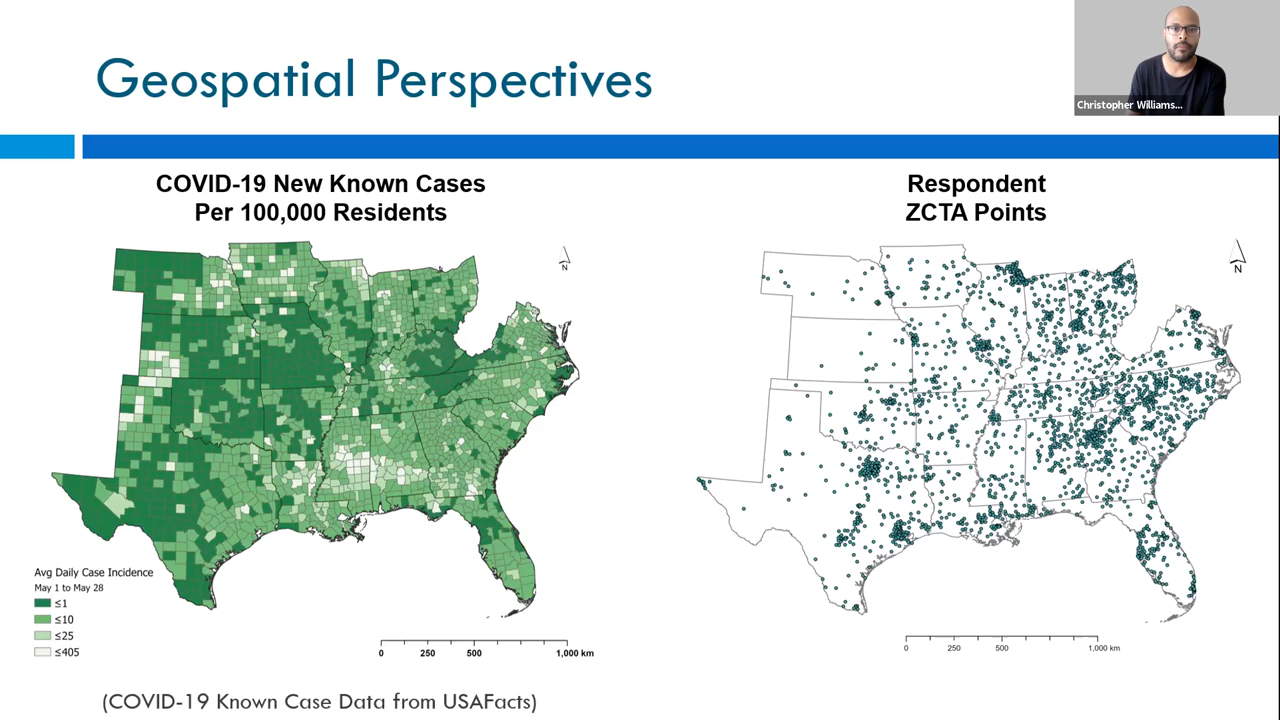 Geospatial Perspectives
Christopher Williams...
COVID-19 New Known Cases
Per 100,000 Residents
N
Avg Daily Case Incidence
May 1 to May 28
≤1
≤10
≤25
≤405
0 250 500 1,000 km
Respondent
ZCTA Points
N
0 250 500 1,000 km
(COVID-19 Known Case Data from USAFacts)